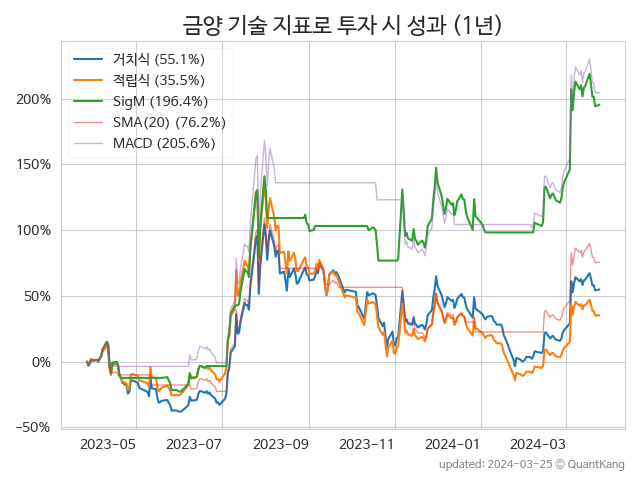 금양 기술 지표로 투자 시 성과 (1년)
거치식 (55.1%)
적립식 (35.5%)
SigM (196.4%)
SMA(20) (76.2%)
MACD (205.6%)
200%
150%
100%
50%
0%
−50%
2023-05
2023-07
2023-09
2023-11
2024-01
2024-03
updated: 2024-03-25 © QuantKang